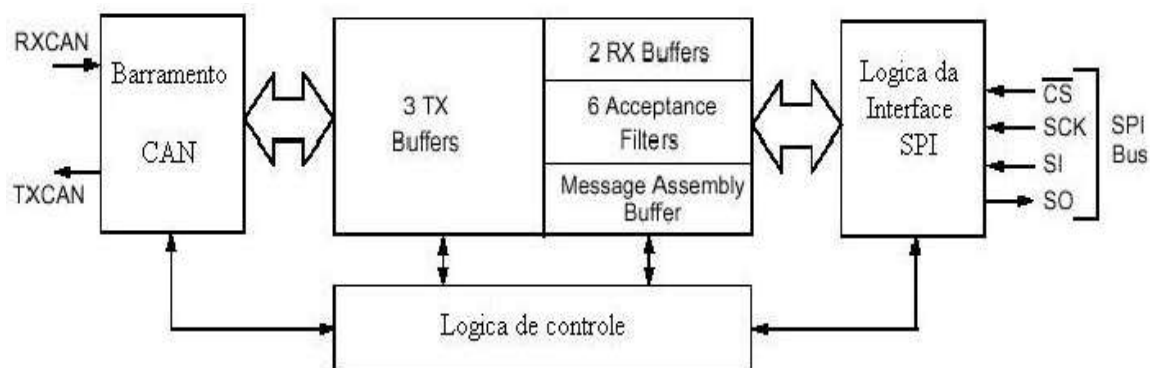 RXCAN
TXCAN
Barramento
CAN
3 TX
Buffers
2 RX Buffers
6 Acceptance
Filters
Message Assembly
Buffer
Logica da
Interface
SPI
CS
SCK
SI
SO
SPI
Bus
Logica de controle